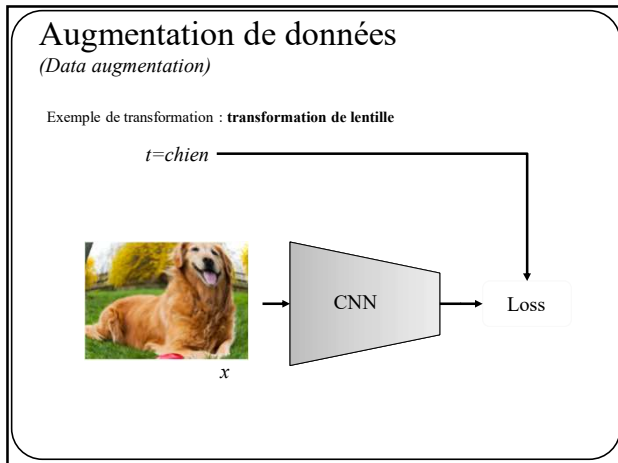 Augmentation de données
(Data augmentation)
Exemple de transformation : transformation de lentille
t=chien
CNN
Loss
x